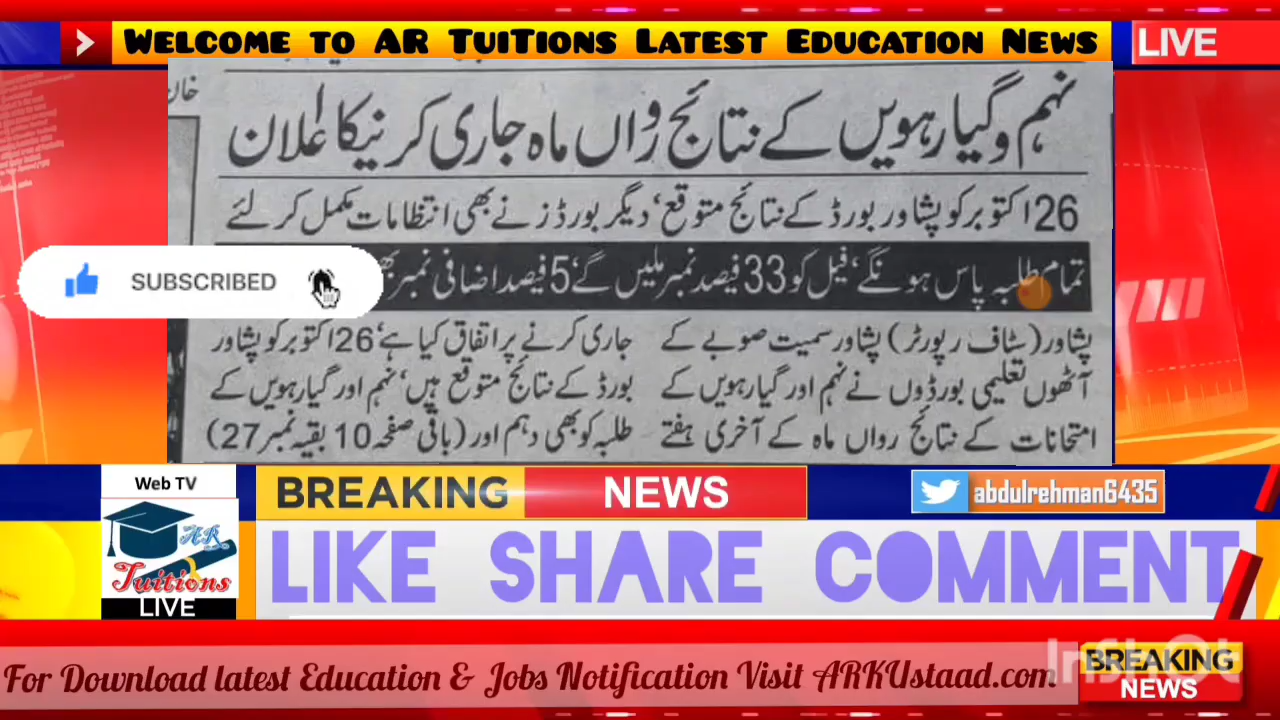 Welcome to AR TuiTions Latest Education News
LIVE
خان
نہم و گیارہویں کے نتائج رواں ماہ جاری کرنیکا اعلان
26 اکتوبر کو پشاور بورڈ کے نتائج متوقع، دیگر بورڈز نے بھی انتظامات مکمل کر لئے
تمام طلبہ پاس ہونگے، فیل کو 33 فیصد نمبر ملیں گے، 5 فیصد اضافی نمبر
SUBSCRIBED
پشاور (سٹاف رپورٹر) پشاور سمیت صوبے کے
آٹھوں تعلیمی بورڈوں نے نہم اور گیارہویں کے
امتحانات کے نتائج رواں ماہ کے آخری ہفتے
جاری کرنے پر اتفاق کیا ہے، 26 اکتوبر کو پشاور
بورڈ کے نتائج متوقع ہیں، نہم اور گیارہویں کے
طلبہ کو بھی دہم اور (باقی صفحہ 10 بقیہ نمبر 27)
Web TV
AR
Tuitions
LIVE
BREAKING NEWS
abdulrehman6435
LIKE SHARE COMMENT
For Download latest Education & Jobs Notification Visit ARKUstaad.com
InShot
BREAKING
NEWS